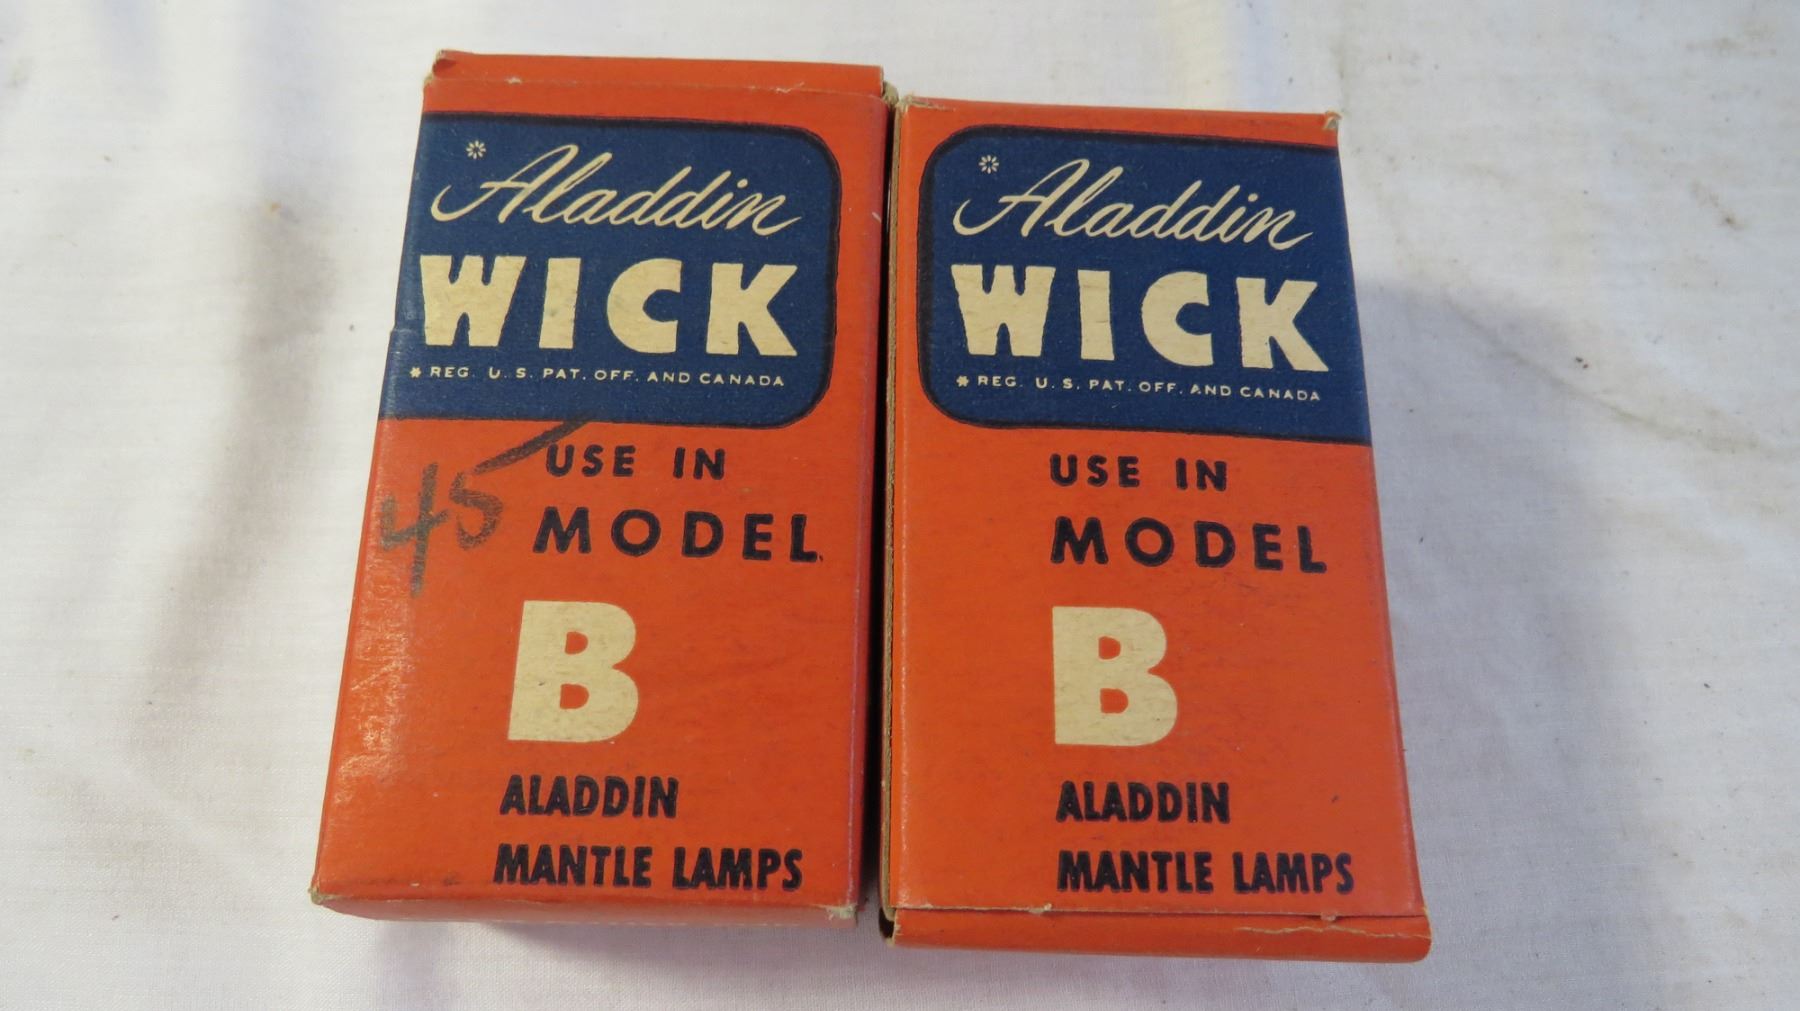 * Aladdin
WICK
* REG. U. S. PAT. OFF. AND CANADA
45
USE IN
MODEL
B
ALADDIN
MANTLE LAMPS
* Aladdin
WICK
* REG. U. S. PAT. OFF. AND CANADA
USE IN
MODEL
B
ALADDIN
MANTLE LAMPS